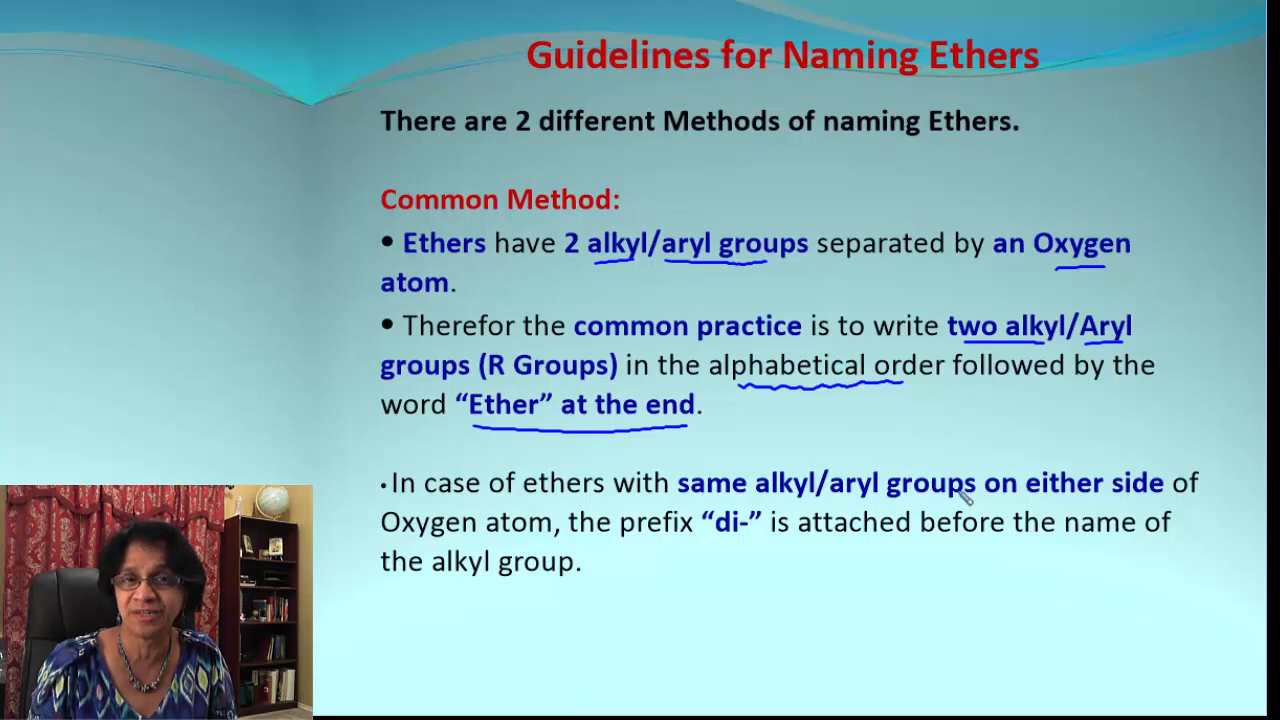 Guidelines for Naming Ethers
There are 2 different Methods of naming Ethers.
Common Method:
• Ethers have 2 alkyl/aryl groups separated by an Oxygen
atom.
• Therefor the common practice is to write two alkyl/Aryl
groups (R Groups) in the alphabetical order followed by the
word “Ether” at the end.
• In case of ethers with same alkyl/aryl groups on either side of
Oxygen atom, the prefix “di-” is attached before the name of
the alkyl group.